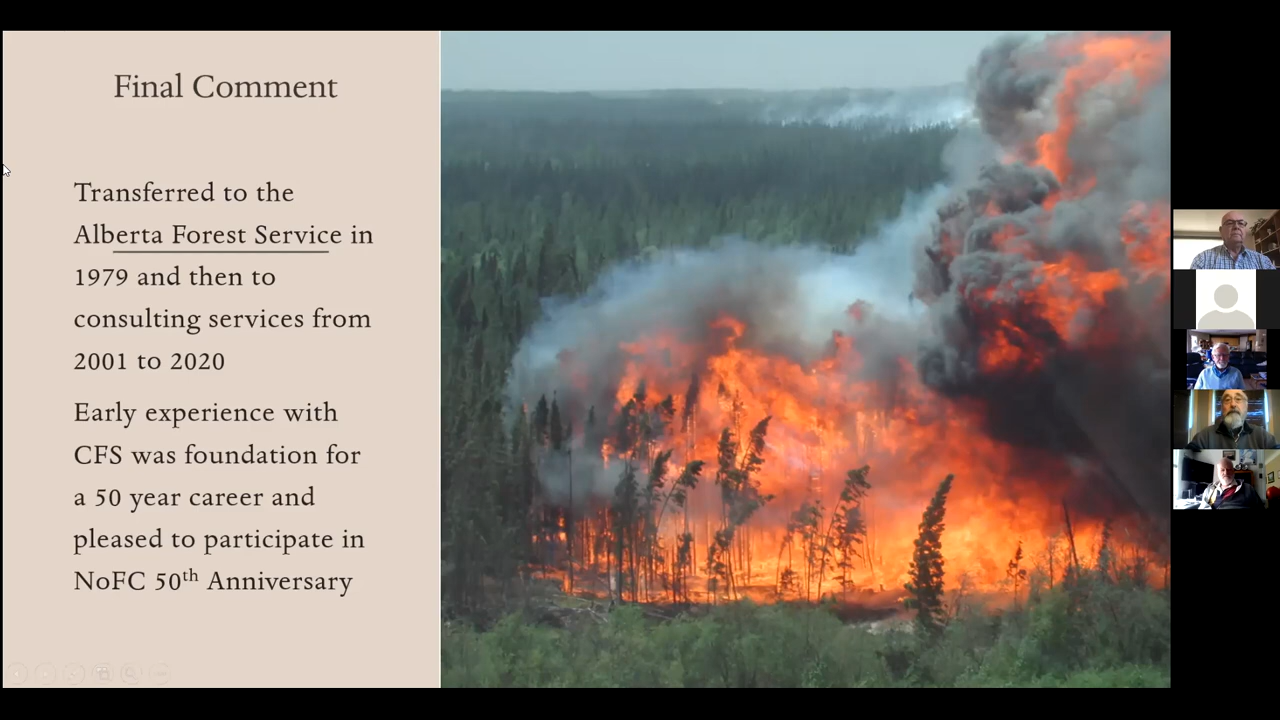 Final Comment
Transferred to the
Alberta Forest Service in
1979 and then to
consulting services from
2001 to 2020
Early experience with
CFS was foundation for
a 50 year career and
pleased to participate in
NoFC 50th Anniversary